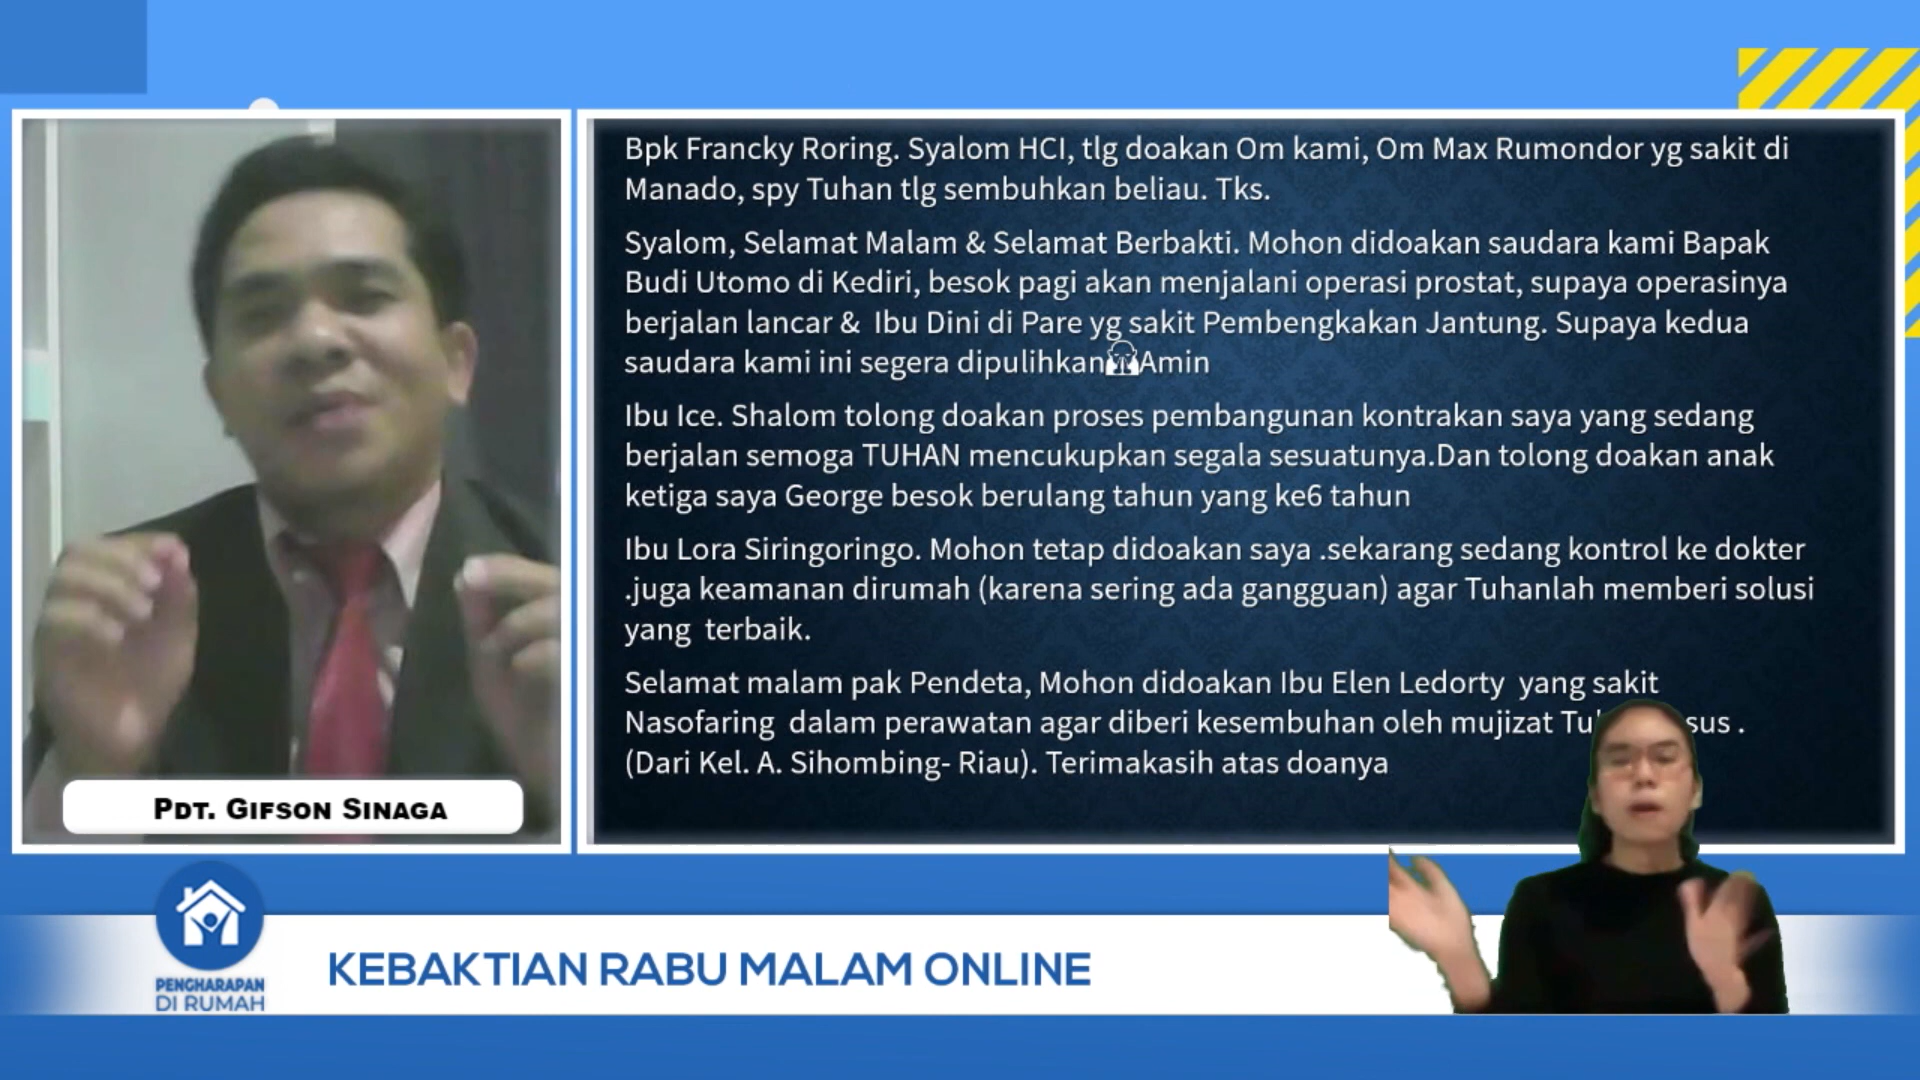 Bpk Francky Roring. Syalom HCI, tlg doakan Om kami, Om Max Rumondor yg sakit di
Manado, spy Tuhan tlg sembuhkan beliau. Tks.
Syalom, Selamat Malam & Selamat Berbakti. Mohon didoakan saudara kami Bapak
Budi Utomo di Kediri, besok pagi akan menjalani operasi prostat, supaya operasinya
berjalan lancar & Ibu Dini di Pare yg sakit Pembengkakan Jantung. Supaya kedua
saudara kami ini segera dipulihkan🙏Amin
Ibu Ice. Shalom tolong doakan proses pembangunan kontrakan saya yang sedang
berjalan semoga TUHAN mencukupkan segala sesuatunya.Dan tolong doakan anak
ketiga saya George besok berulang tahun yang ke6 tahun
Ibu Lora Siringoringo. Mohon tetap didoakan saya .sekarang sedang kontrol ke dokter
.juga keamanan dirumah (karena sering ada gangguan) agar Tuhanlah memberi solusi
yang terbaik.
Selamat malam pak Pendeta, Mohon didoakan Ibu Elen Ledorty yang sakit
Nasofaring dalam perawatan agar diberi kesembuhan oleh mujizat
(Dari Kel. A. Sihombing- Riau). Terimakasih atas doanya
PDT. GIFSON SINAGA
PENGHARAPAN
DI RUMAH
KEBAKTIAN RABU MALAM ONLINE